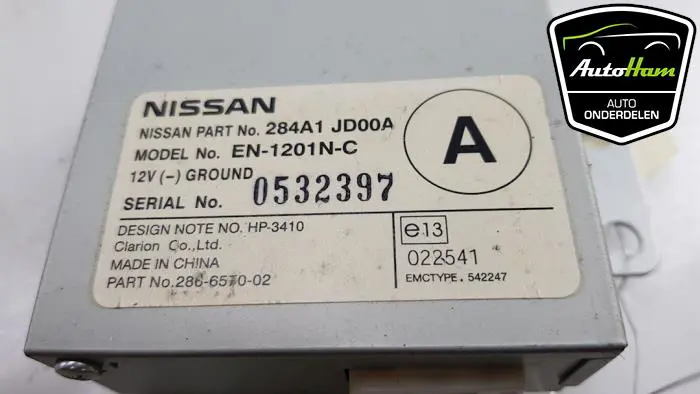 NISSAN
NISSAN PART No. 284A1 JD00A
MODEL No. EN-1201N-C
12V (-) GROUND
SERIAL No. 0532397
A
DESIGN NOTE NO. HP-3410
Clarion Co.,Ltd.
MADE IN CHINA
PART No.286-6570-02
e13
022541
EMCTYPE. 542247
AutoHam
AUTO
ONDERDELEN